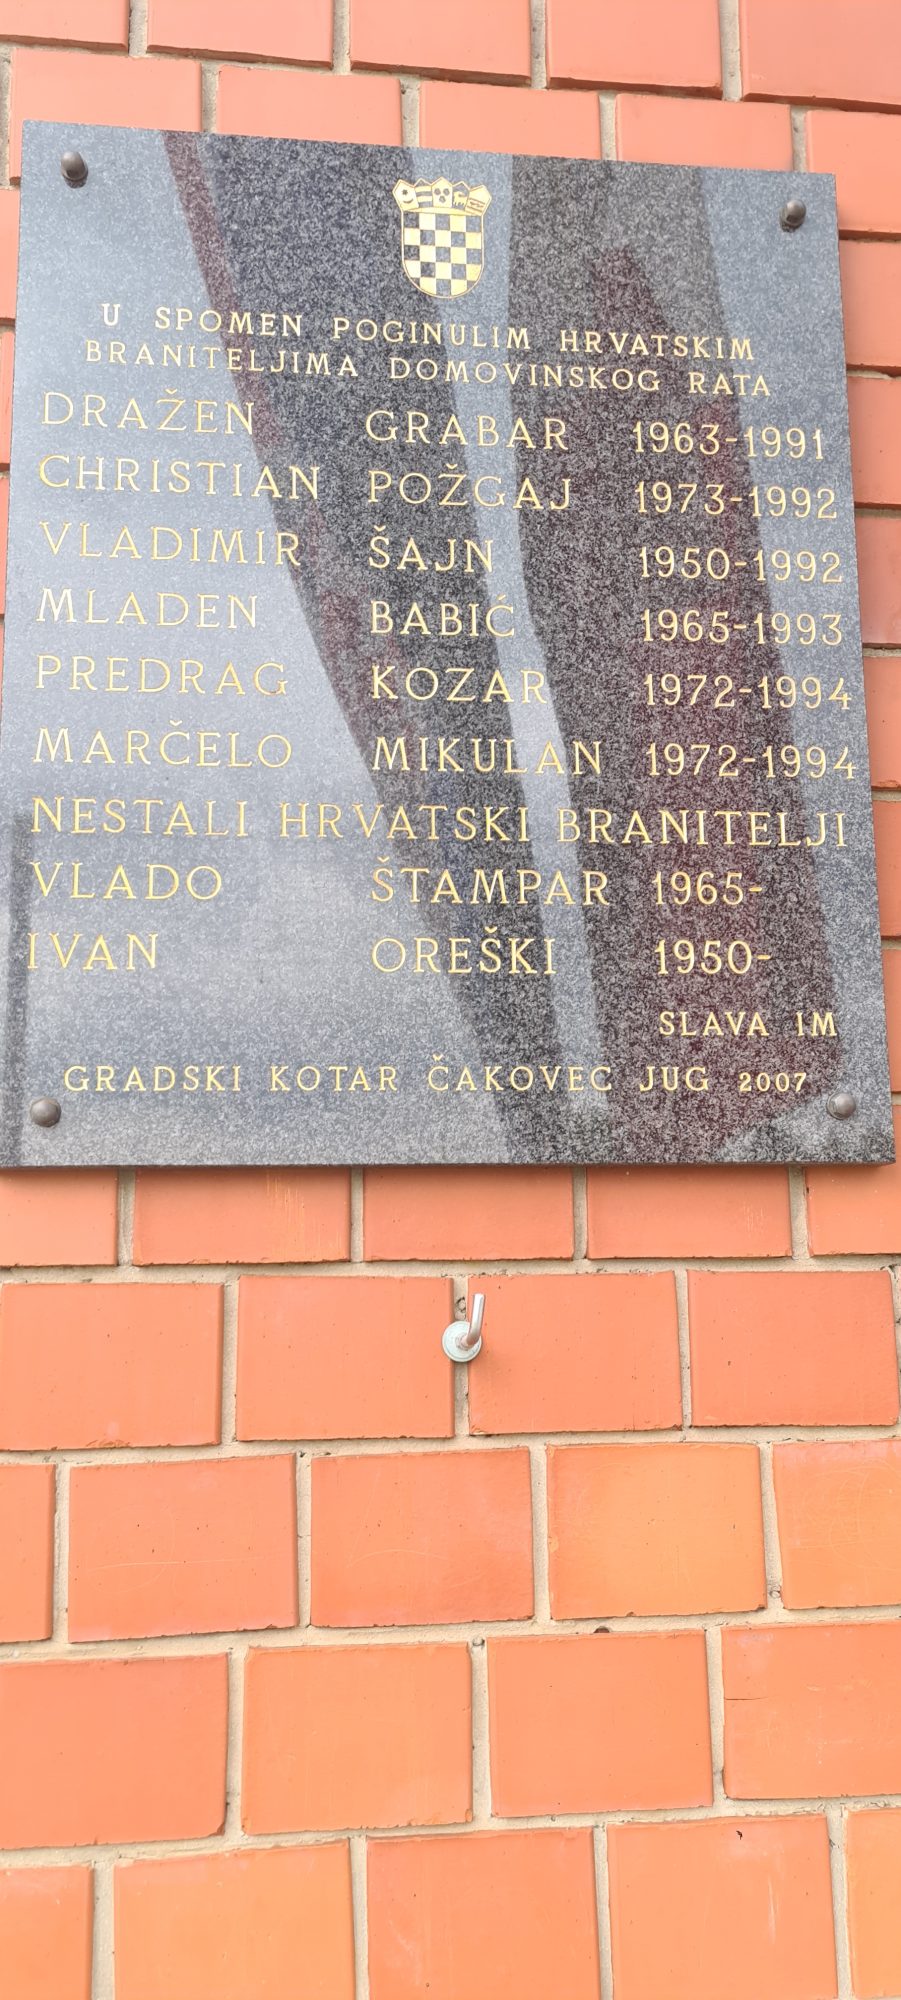 U SPOMEN POGINULIM HRVATSKIM
BRANITELJIMA DOMOVINSKOG RATA
DRAŽEN GRABAR 1963-1991
CHRISTIAN POŽGAJ 1973-1992
VLADIMIR ŠAJN 1950-1992
MLADEN BABIĆ 1965-1993
PREDRAG KOZAR 1972-1994
MARČELO MIKULAN 1972-1994
NESTALI HRVATSKI BRANITELJI
VLADO ŠTAMPAR 1965-
IVAN OREŠKI 1950-
SLAVA IM
GRADSKI KOTAR ČAKOVEC JUG 2007